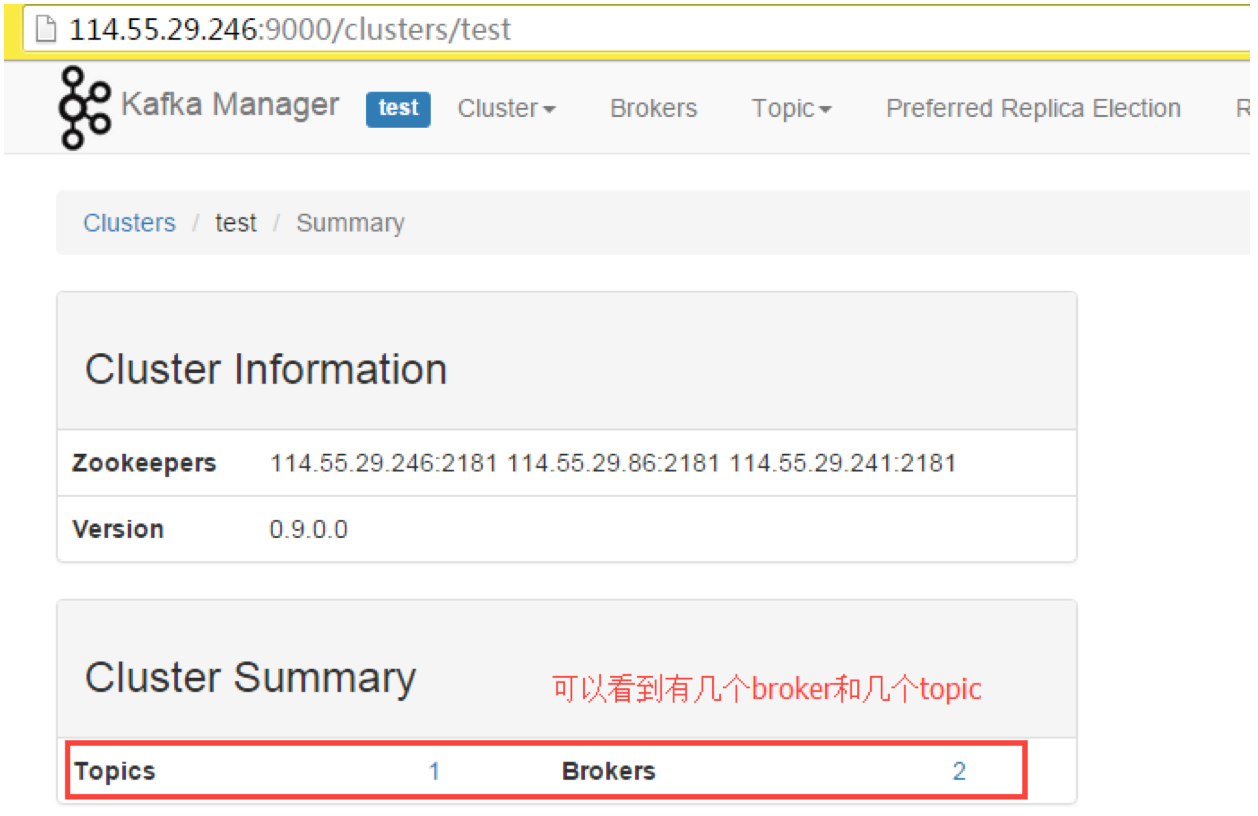 114.55.29.246:9000/clusters/test
Kafka Manager test Cluster Brokers Topic Preferred Replica Election R
Clusters / test / Summary
Cluster Information
Zookeepers 114.55.29.246:2181 114.55.29.86:2181 114.55.29.241:2181
Version 0.9.0.0
Cluster Summary 可以看到有几个broker和几个topic
Topics 1 Brokers 2